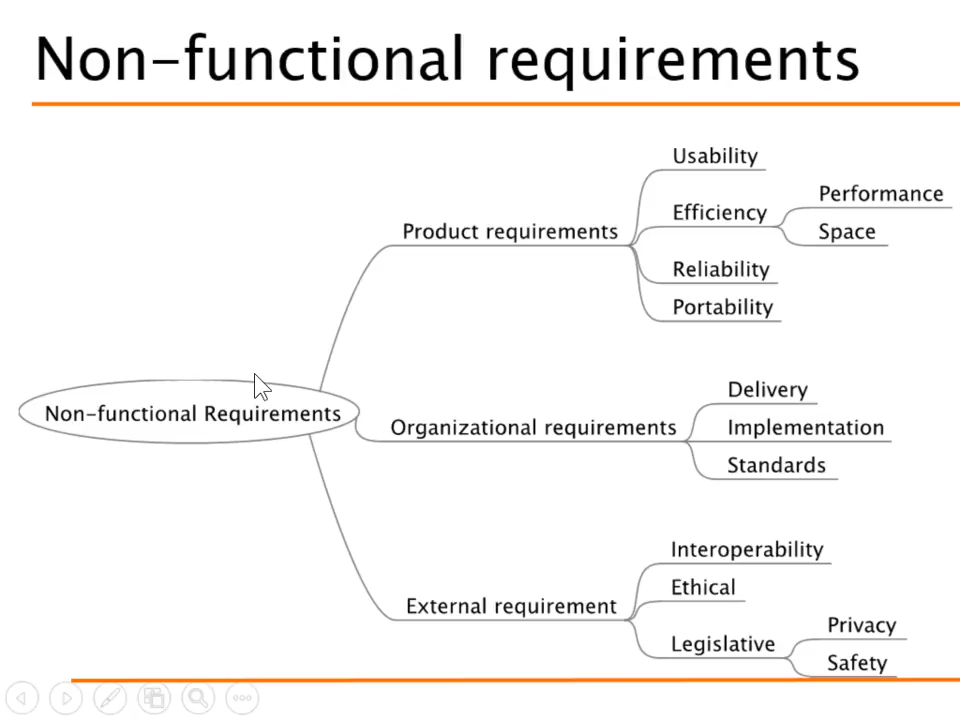 Non-functional requirements
Usability
Performance
Efficiency
Space
Product requirements
Reliability
Portability
Non-functional Requirements
Delivery
Organizational requirements
Implementation
Standards
Interoperability
Ethical
External requirement
Privacy
Legislative
Safety